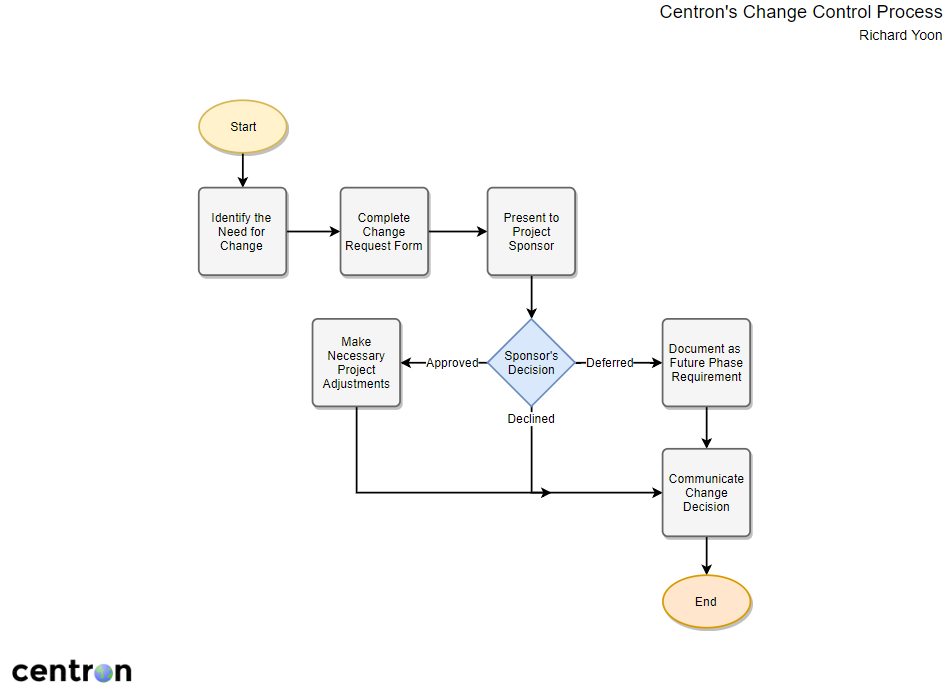 Centron's Change Control Process
Richard Yoon
Start
Identify the
Need for
Change
Complete
Change
Request Form
Present to
Project
Sponsor
Make
Necessary
Project
Adjustments
Approved
Sponsor's
Decision
Deferred
Document as
Future Phase
Requirement
Declined
Communicate
Change
Decision
End
centron